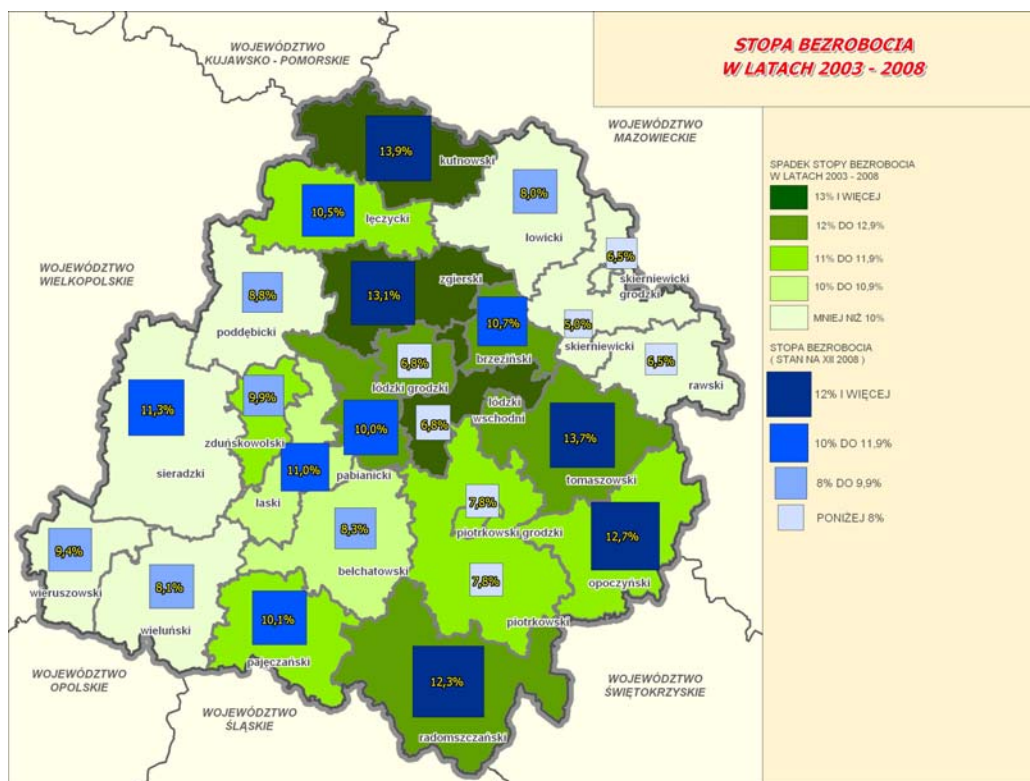 STOPA BEZROBOCIA
W LATACH 2003 - 2008
WOJEWÓDZTWO
KUJAWSKO - POMORSKIE
WOJEWÓDZTWO
MAZOWIECKIE
13,9%
kutnowski
8,0%
łowicki
10,5%
łęczycki
6,5%
skierniewicki
grodzki
WOJEWÓDZTWO
WIELKOPOLSKIE
zgierski
13,1%
8,8%
poddębicki
10,7%
brzeziński
5,0%
skierniewicki
6,5%
rawski
6,8%
łódzki grodzki
9,9%
zduńskowolski
11,3%
sieradzki
10,0%
pabianicki
6,8%
łódzki
wschodni
13,7%
tomaszowski
11,0%
łaski
7,8%
piotrkowski grodzki
8,3%
bełchatowski
12,7%
opoczyński
9,4%
wieruszowski
8,1%
wieluński
7,8%
piotrkowski
10,1%
pajęczański
12,3%
radomszczański
WOJEWÓDZTWO
OPOLSKIE
WOJEWÓDZTWO
ŚLĄSKIE
WOJEWÓDZTWO
ŚWIĘTOKRZYSKIE
SPADEK STOPY BEZROBOCIA
W LATACH 2003 - 2008
13% I WIĘCEJ
12% DO 12,9%
11% DO 11,9%
10% DO 10,9%
MNIEJ NIŻ 10%
STOPA BEZROBOCIA
( STAN NA XII 2008 )
12% I WIĘCEJ
10% DO 11,9%
8% DO 9,9%
PONIŻEJ 8%